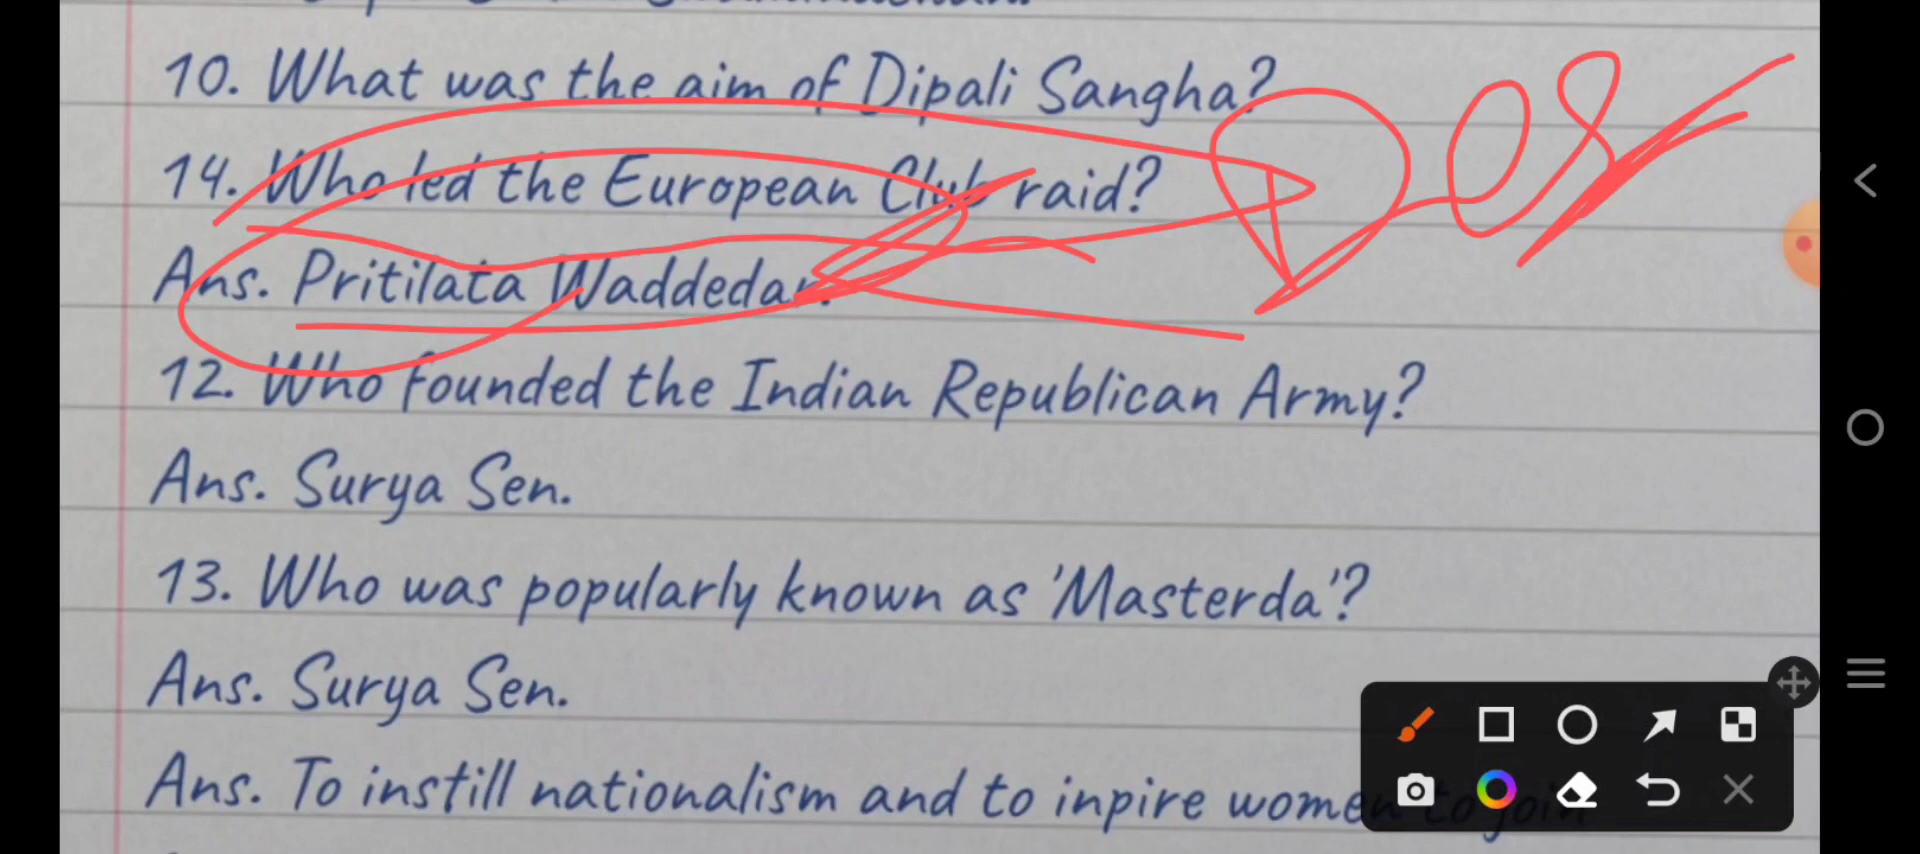 10. What was the aim of Dipali Sangha?
14. Who led the European Club raid?
Ans. Pritilata Waddedar.
12. Who founded the Indian Republican Army?
Ans. Surya Sen.
13. Who was popularly known as 'Masterda'?
Ans. Surya Sen.
Ans. To instill nationalism and to inpire women to join